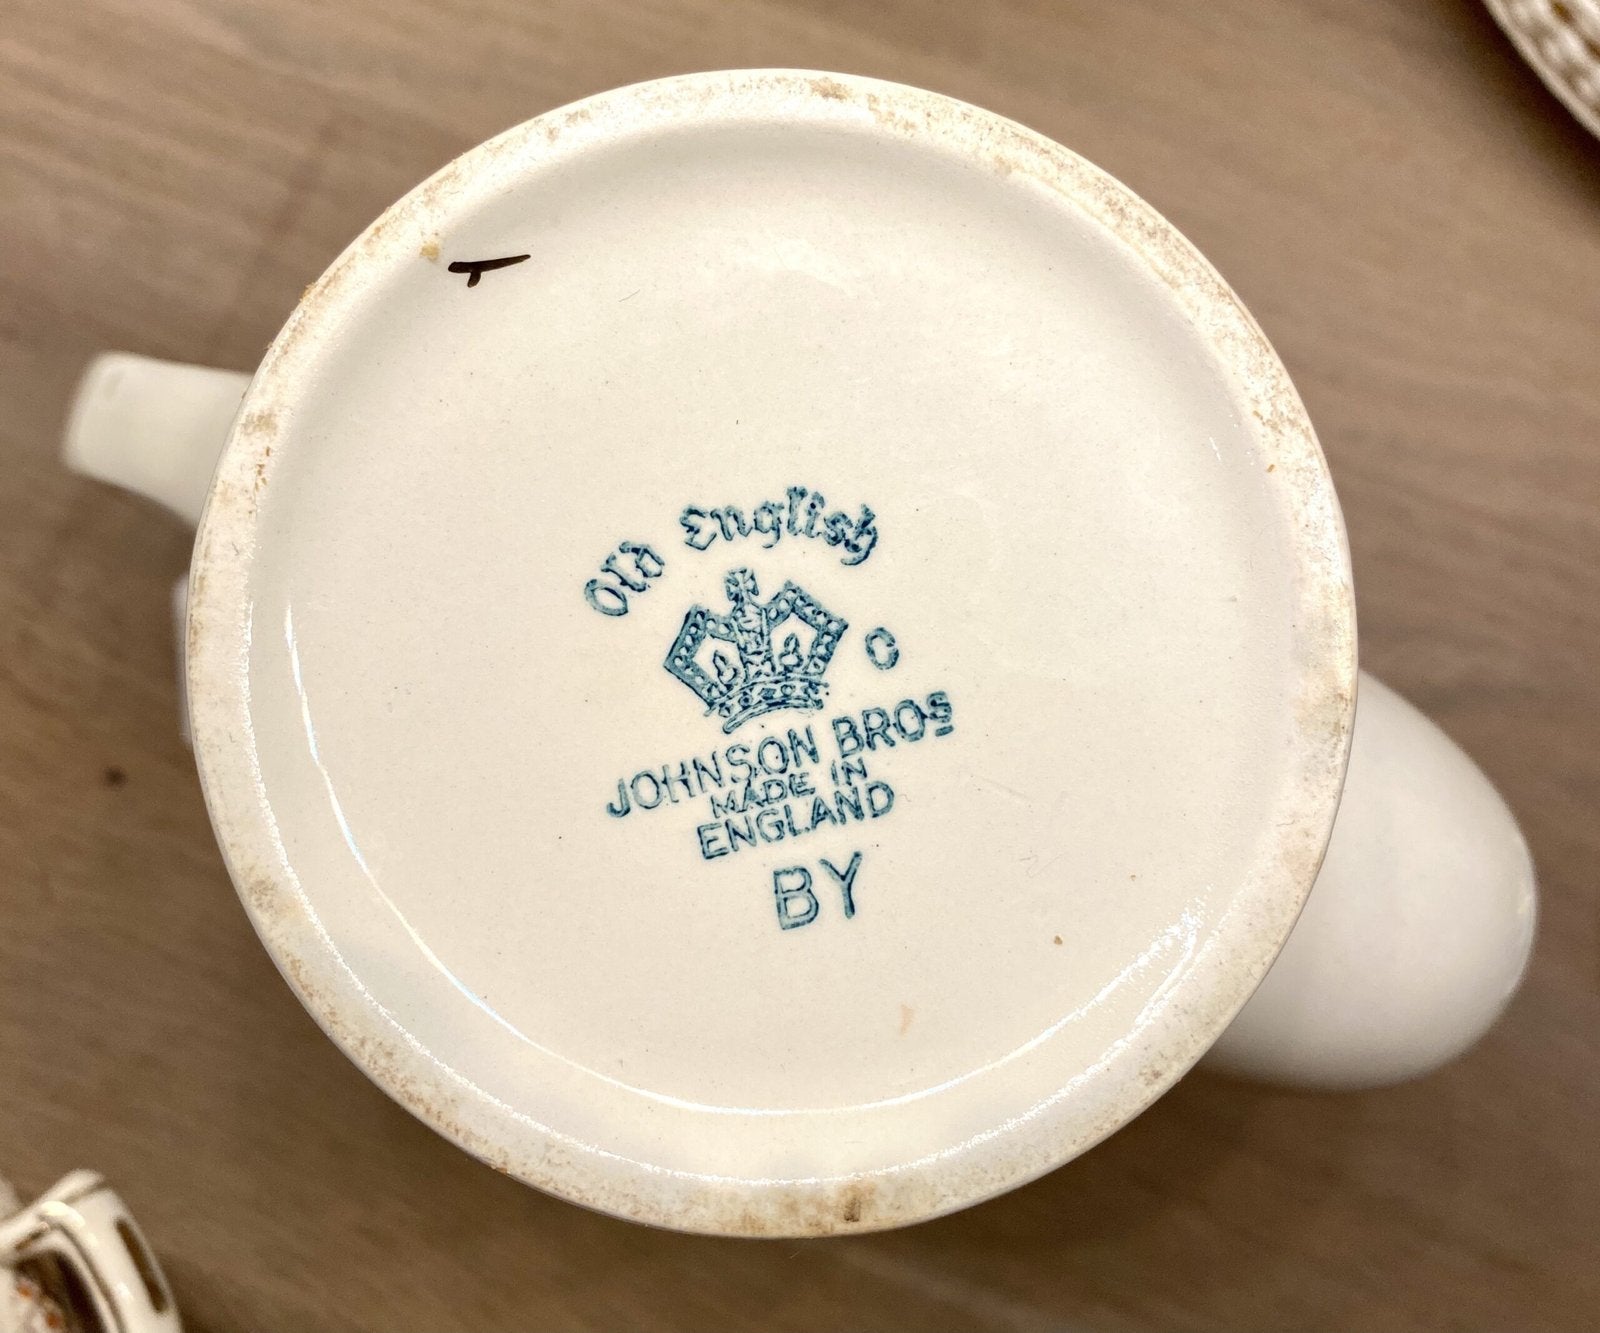 Old English
C
JOHNSON BROS
MADE IN
ENGLAND
BY